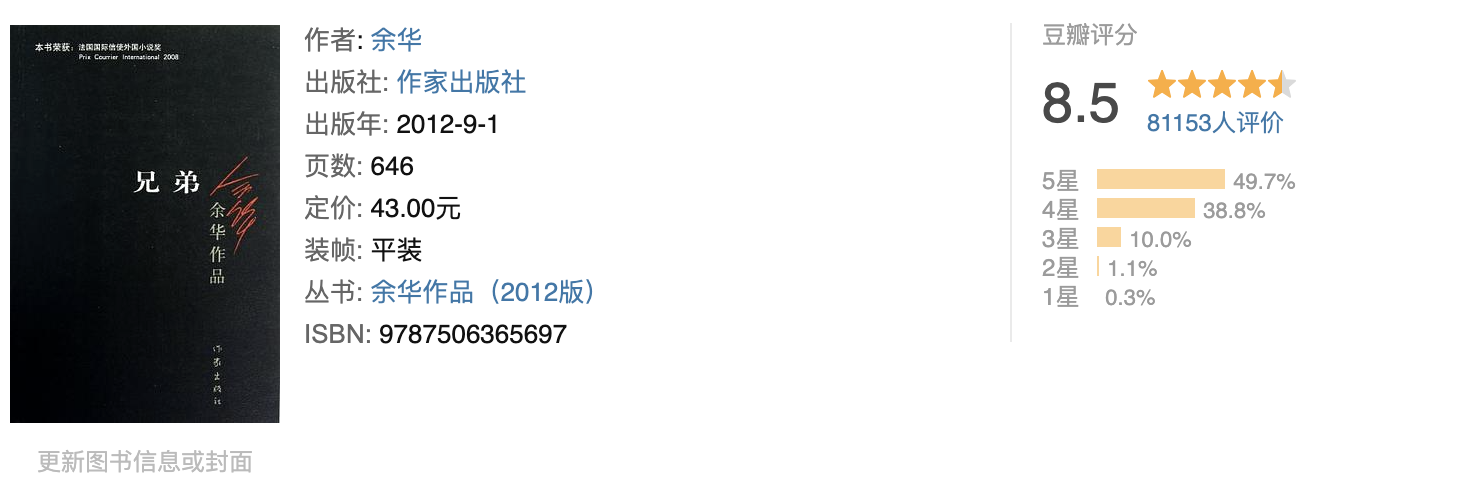 本书荣获：法国国际信使外国小说奖
Prix Courrier International 2008
兄弟
余华作品
作家出版社
更新图书信息或封面
作者: 余华
出版社: 作家出版社
出版年: 2012-9-1
页数: 646
定价: 43.00元
装帧: 平装
丛书: 余华作品（2012版）
ISBN: 9787506365697
豆瓣评分
8.5
81153人评价
5星 49.7%
4星 38.8%
3星 10.0%
2星 1.1%
1星 0.3%